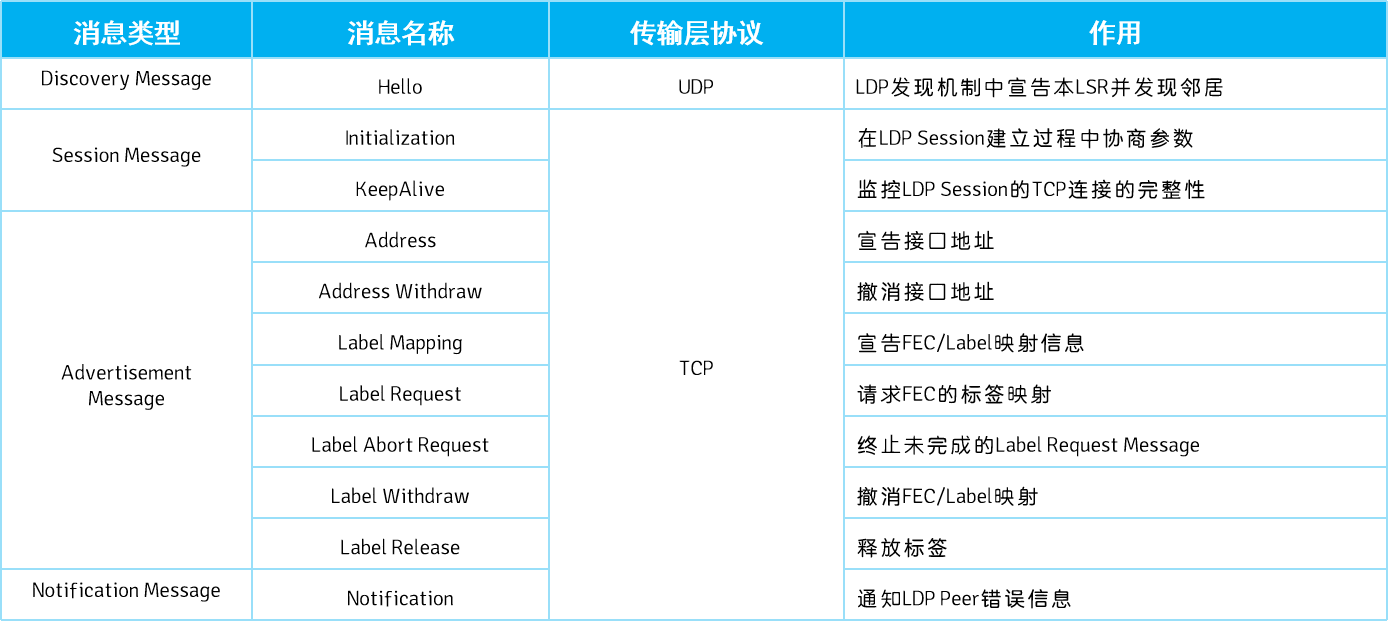 消息类型 消息名称 传输层协议 作用
Discovery Message Hello UDP LDP发现机制中宣告本LSR并发现邻居
Session Message Initialization TCP 在LDP Session建立过程中协商参数
KeepAlive 监控LDP Session的TCP连接的完整性
Advertisement
Message
Address 宣告接口地址
Address Withdraw 撤消接口地址
Label Mapping 宣告FEC/Label映射信息
Label Request 请求FEC的标签映射
Label Abort Request 终止未完成的Label Request Message
Label Withdraw 撤消FEC/Label映射
Label Release 释放标签
Notification Message Notification 通知LDP Peer错误信息